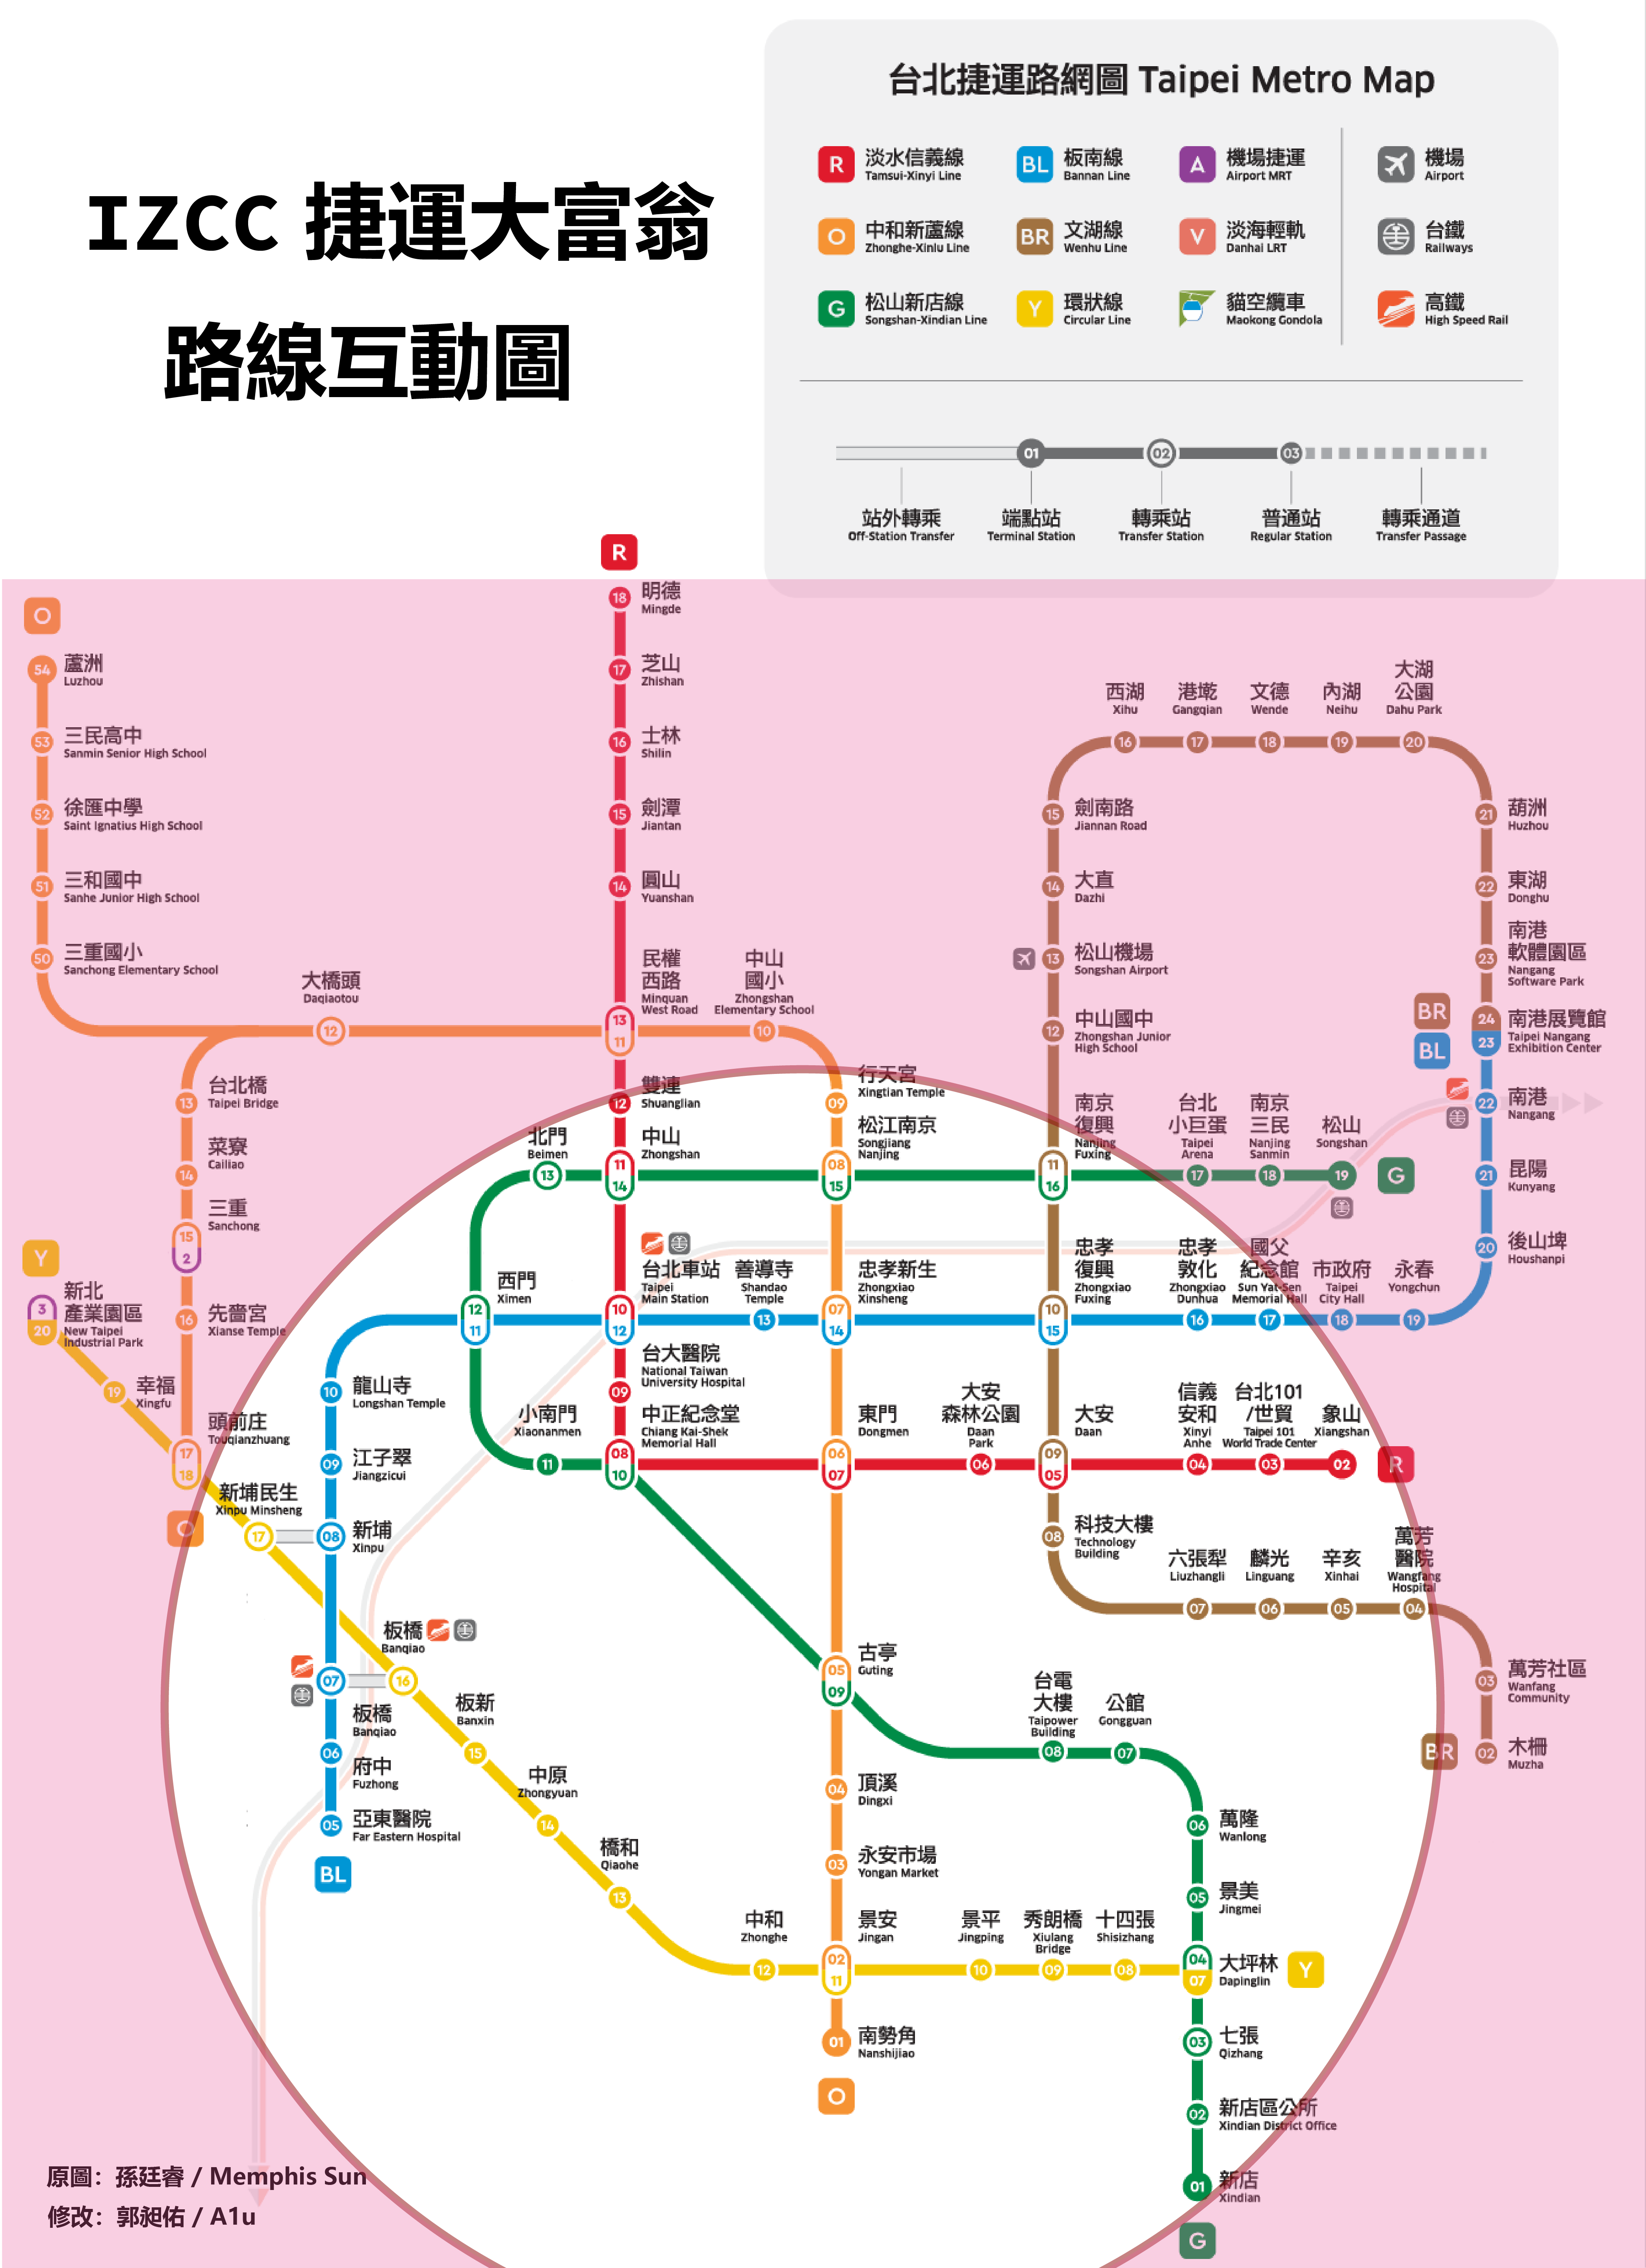 IZCC 捷運大富翁
路線互動圖
台北捷運路網圖 Taipei Metro Map
R 淡水信義線
Tamsui-Xinyi Line
BL 板南線
Bannan Line
A 機場捷運
Airport MRT
機場
Airport
O 中和新蘆線
Zhonghe-Xinlu Line
BR 文湖線
Wenhu Line
V 淡海輕軌
Danhai LRT
台鐵
Railways
G 松山新店線
Songshan-Xindian Line
Y 環狀線
Circular Line
貓空纜車
Maokong Gondola
高鐵
High Speed Rail
01
02
03
站外轉乘
Off-Station Transfer
端點站
Terminal Station
轉乘站
Transfer Station
普通站
Regular Station
轉乘通道
Transfer Passage
R
18 明德
Mingde
17 芝山
Zhishan
16 士林
Shilin
15 劍潭
Jiantan
14 圓山
Yuanshan
民權
西路
Minquan
West Road
13
11
12 雙連
Shuanglian
中山
Zhongshan
11
14
台北車站
Taipei
Main Station
10
12
台大醫院
National Taiwan
University Hospital
09
中正紀念堂
Chiang Kai-Shek
Memorial Hall
08
10
O
54 蘆洲
Luzhou
53 三民高中
Sanmin Senior High School
52 徐匯中學
Saint Ignatius High School
51 三和國中
Sanhe Junior High School
50 三重國小
Sanchong Elementary School
大橋頭
Daqiaotou
12
中山
國小
Zhongshan
Elementary School
10
行天宮
Xingtian Temple
09
松江南京
Songjiang
Nanjing
08
15
忠孝新生
Zhongxiao
Xinsheng
07
14
東門
Dongmen
06
07
古亭
Guting
05
09
04 頂溪
Dingxi
03 永安市場
Yongan Market
景安
Jingan
02
11
01 南勢角
Nanshijiao
O
台北橋
13 Taipei Bridge
菜寮
Cailiao
14
三重
Sanchong
15
2
16 先嗇宮
Xianse Temple
頭前庄
Touqianzhuang
17
18
O
Y
新北
產業園區
New Taipei
Industrial Park
3
20
19 幸福
Xingfu
新埔民生
Xinpu Minsheng
17
08 新埔
Xinpu
板橋
Banqiao
16
板新
Banxin
15
中原
Zhongyuan
14
橋和
Qiaohe
13
中和
Zhonghe
12
景平
Jingping
10
秀朗橋
Xiulang
Bridge
09
十四張
Shisizhang
08
04
07
大坪林
Dapinglin
Y
西湖
Xihu
16
港墘
Gangqian
17
文德
Wende
18
內湖
Neihu
19
大湖
公園
Dahu Park
20
15 劍南路
Jiannan Road
14 大直
Dazhi
13 松山機場
Songshan Airport
12 中山國中
Zhongshan Junior
High School
南京
復興
Nanjing
Fuxing
11
16
忠孝
復興
Zhongxiao
Fuxing
10
15
大安
Daan
09
05
08 科技大樓
Technology
Building
六張犁
Liuzhangli
07
麟光
Linguang
06
辛亥
Xinhai
05
萬芳
醫院
Wangfang
Hospital
04
03 萬芳社區
Wanfang
Community
BR
02 木柵
Muzha
21 葫洲
Huzhou
22 東湖
Donghu
南港
軟體園區
23 Nangang
Software Park
BR
BL
24
23
南港展覽館
Taipei Nangang
Exhibition Center
22 南港
Nangang
21 昆陽
Kunyang
20 後山埤
Houshanpi
永春
Yongchun
19
市政府
Taipei
City Hall
18
國父
紀念館
Sun Yat-Sen
Memorial Hall
17
忠孝
敦化
Zhongxiao
Dunhua
16
善導寺
Shandao
Temple
13
西門
Ximen
12
11
10 龍山寺
Longshan Temple
09 江子翠
Jiangzicui
07
板橋
Banqiao
06 府中
Fuzhong
05 亞東醫院
Far Eastern Hospital
BL
台北
小巨蛋
Taipei
Arena
17
南京
三民
Nanjing
Sanmin
18
松山
Songshan
19
G
北門
Beimen
13
小南門
Xiaonanmen
11
大安
森林公園
Daan
Park
06
信義
安和
Xinyi
Anhe
04
台北101
/世貿
Taipei 101
World Trade Center
03
象山
Xiangshan
02
R
台電
大樓
Taipower
Building
08
公館
Gongguan
07
06 萬隆
Wanlong
05 景美
Jingmei
03 七張
Qizhang
02 新店區公所
Xindian District Office
01 新店
Xindian
G
原圖：孫廷睿 / Memphis Sun
修改：郭昶佑 / A1u